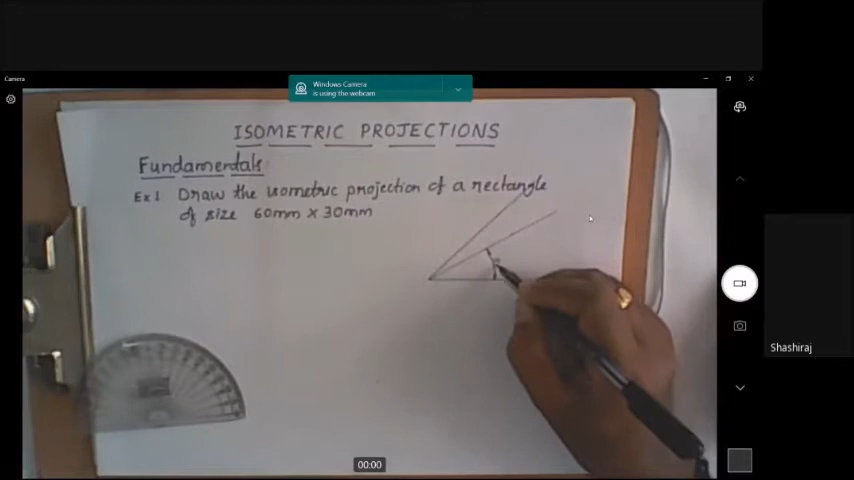 Camera
Windows Camera
is using the webcam
ISOMETRIC PROJECTIONS
Fundamentals:
Ex 1 Draw the isometric projection of a rectangle
of size 60mm x 30mm
Shashiraj
00:00